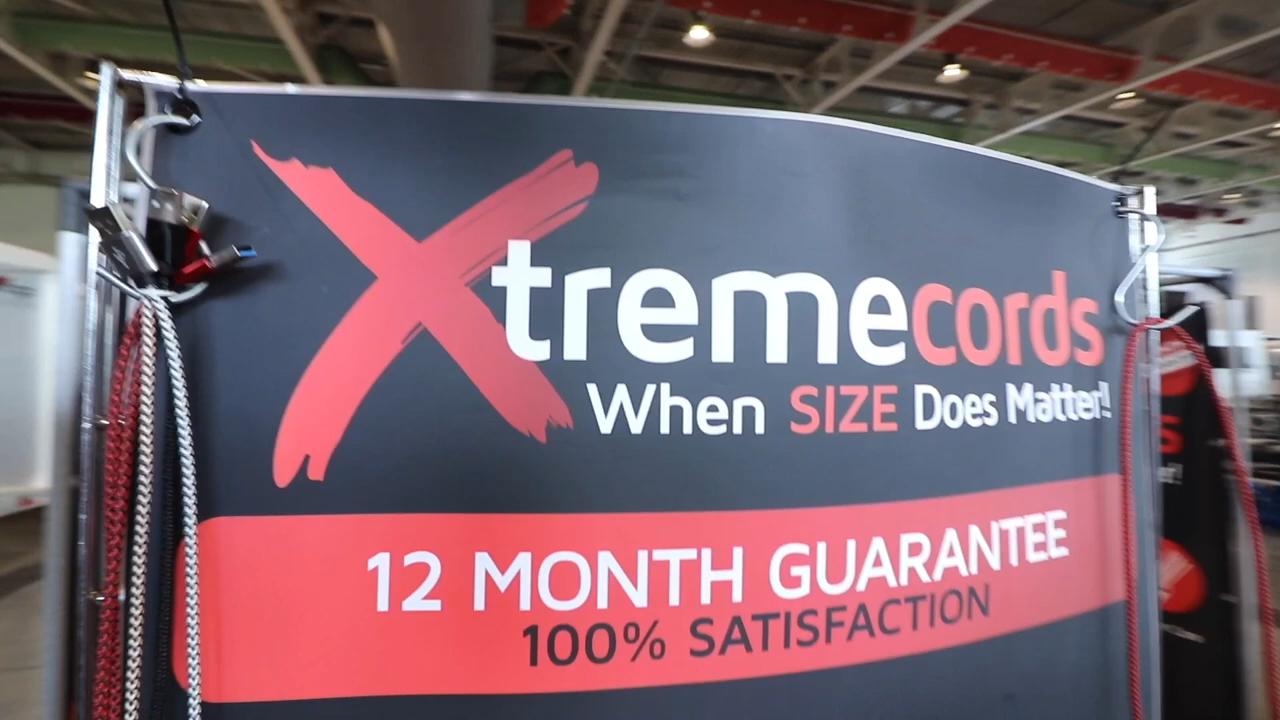 Xtremecords
When SIZE Does Matter!
12 MONTH GUARANTEE
100% SATISFACTION